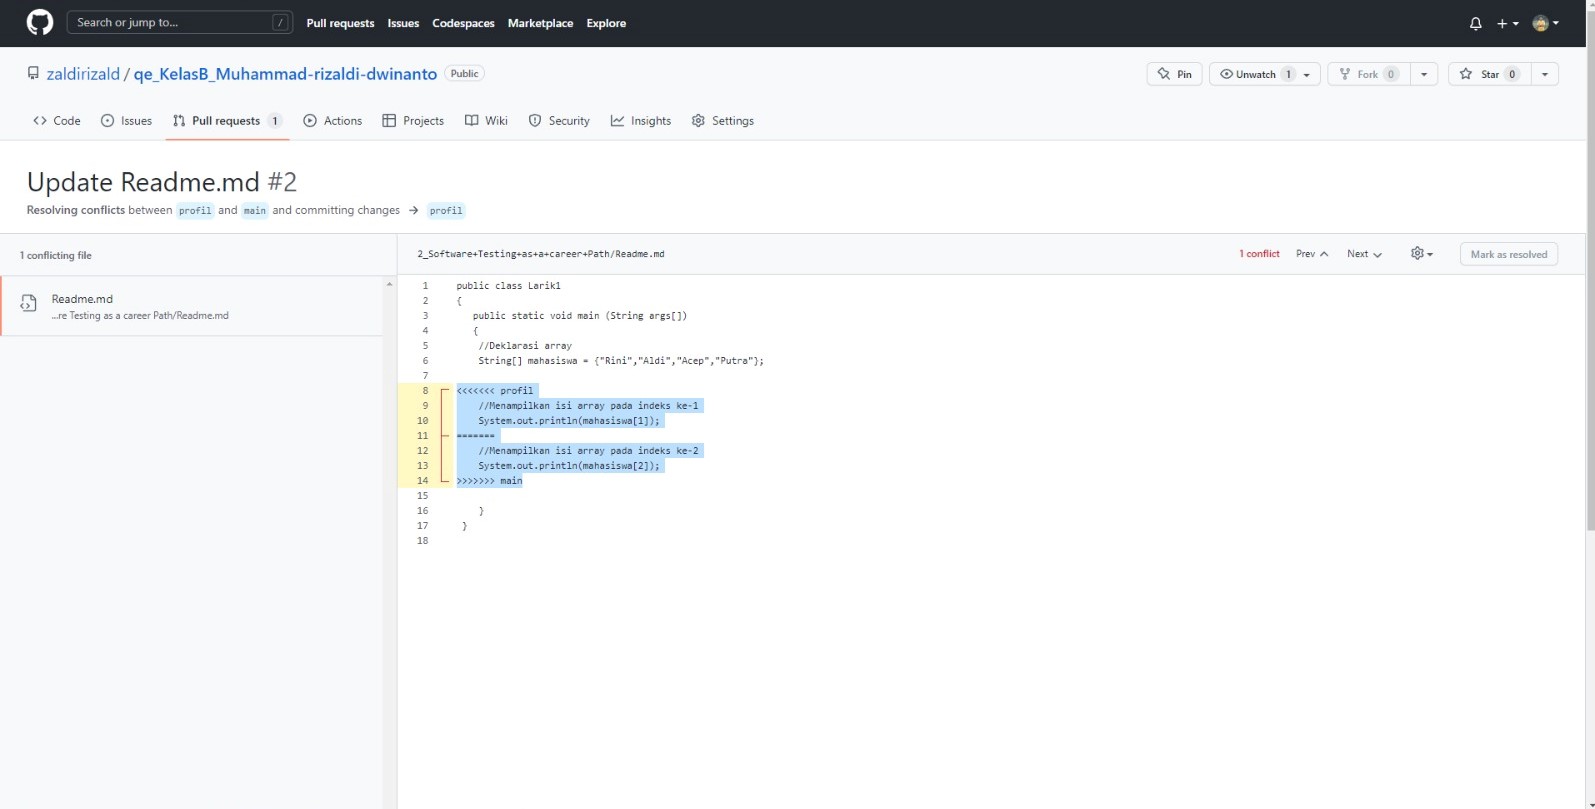 Search or jump to... /
Pull requests Issues Codespaces Marketplace Explore
zaldirizald / qe_KelasB_Muhammad-rizaldi-dwinanto Public
Pin Unwatch 1 Fork 0 Star 0
Code Issues Pull requests 1 Actions Projects Wiki Security Insights Settings
Update Readme.md #2
Resolving conflicts between profil and main and committing changes → profil
1 conflicting file
Readme.md
...re Testing as a career Path/Readme.md
2_Software+Testing+as+a+career+Path/Readme.md
1 conflict Prev Next Mark as resolved
1 public class Larik1
2 {
3 public static void main (String args[])
4 {
5 //Deklarasi array
6 String[] mahasiswa = {"Rini","Aldi","Acep","Putra"};
7
8 <<<<<<< profil
9 //Menampilkan isi array pada indeks ke-1
10 System.out.println(mahasiswa[1]);
11 =======
12 //Menampilkan isi array pada indeks ke-2
13 System.out.println(mahasiswa[2]);
14 >>>>>>> main
15
16 }
17 }
18